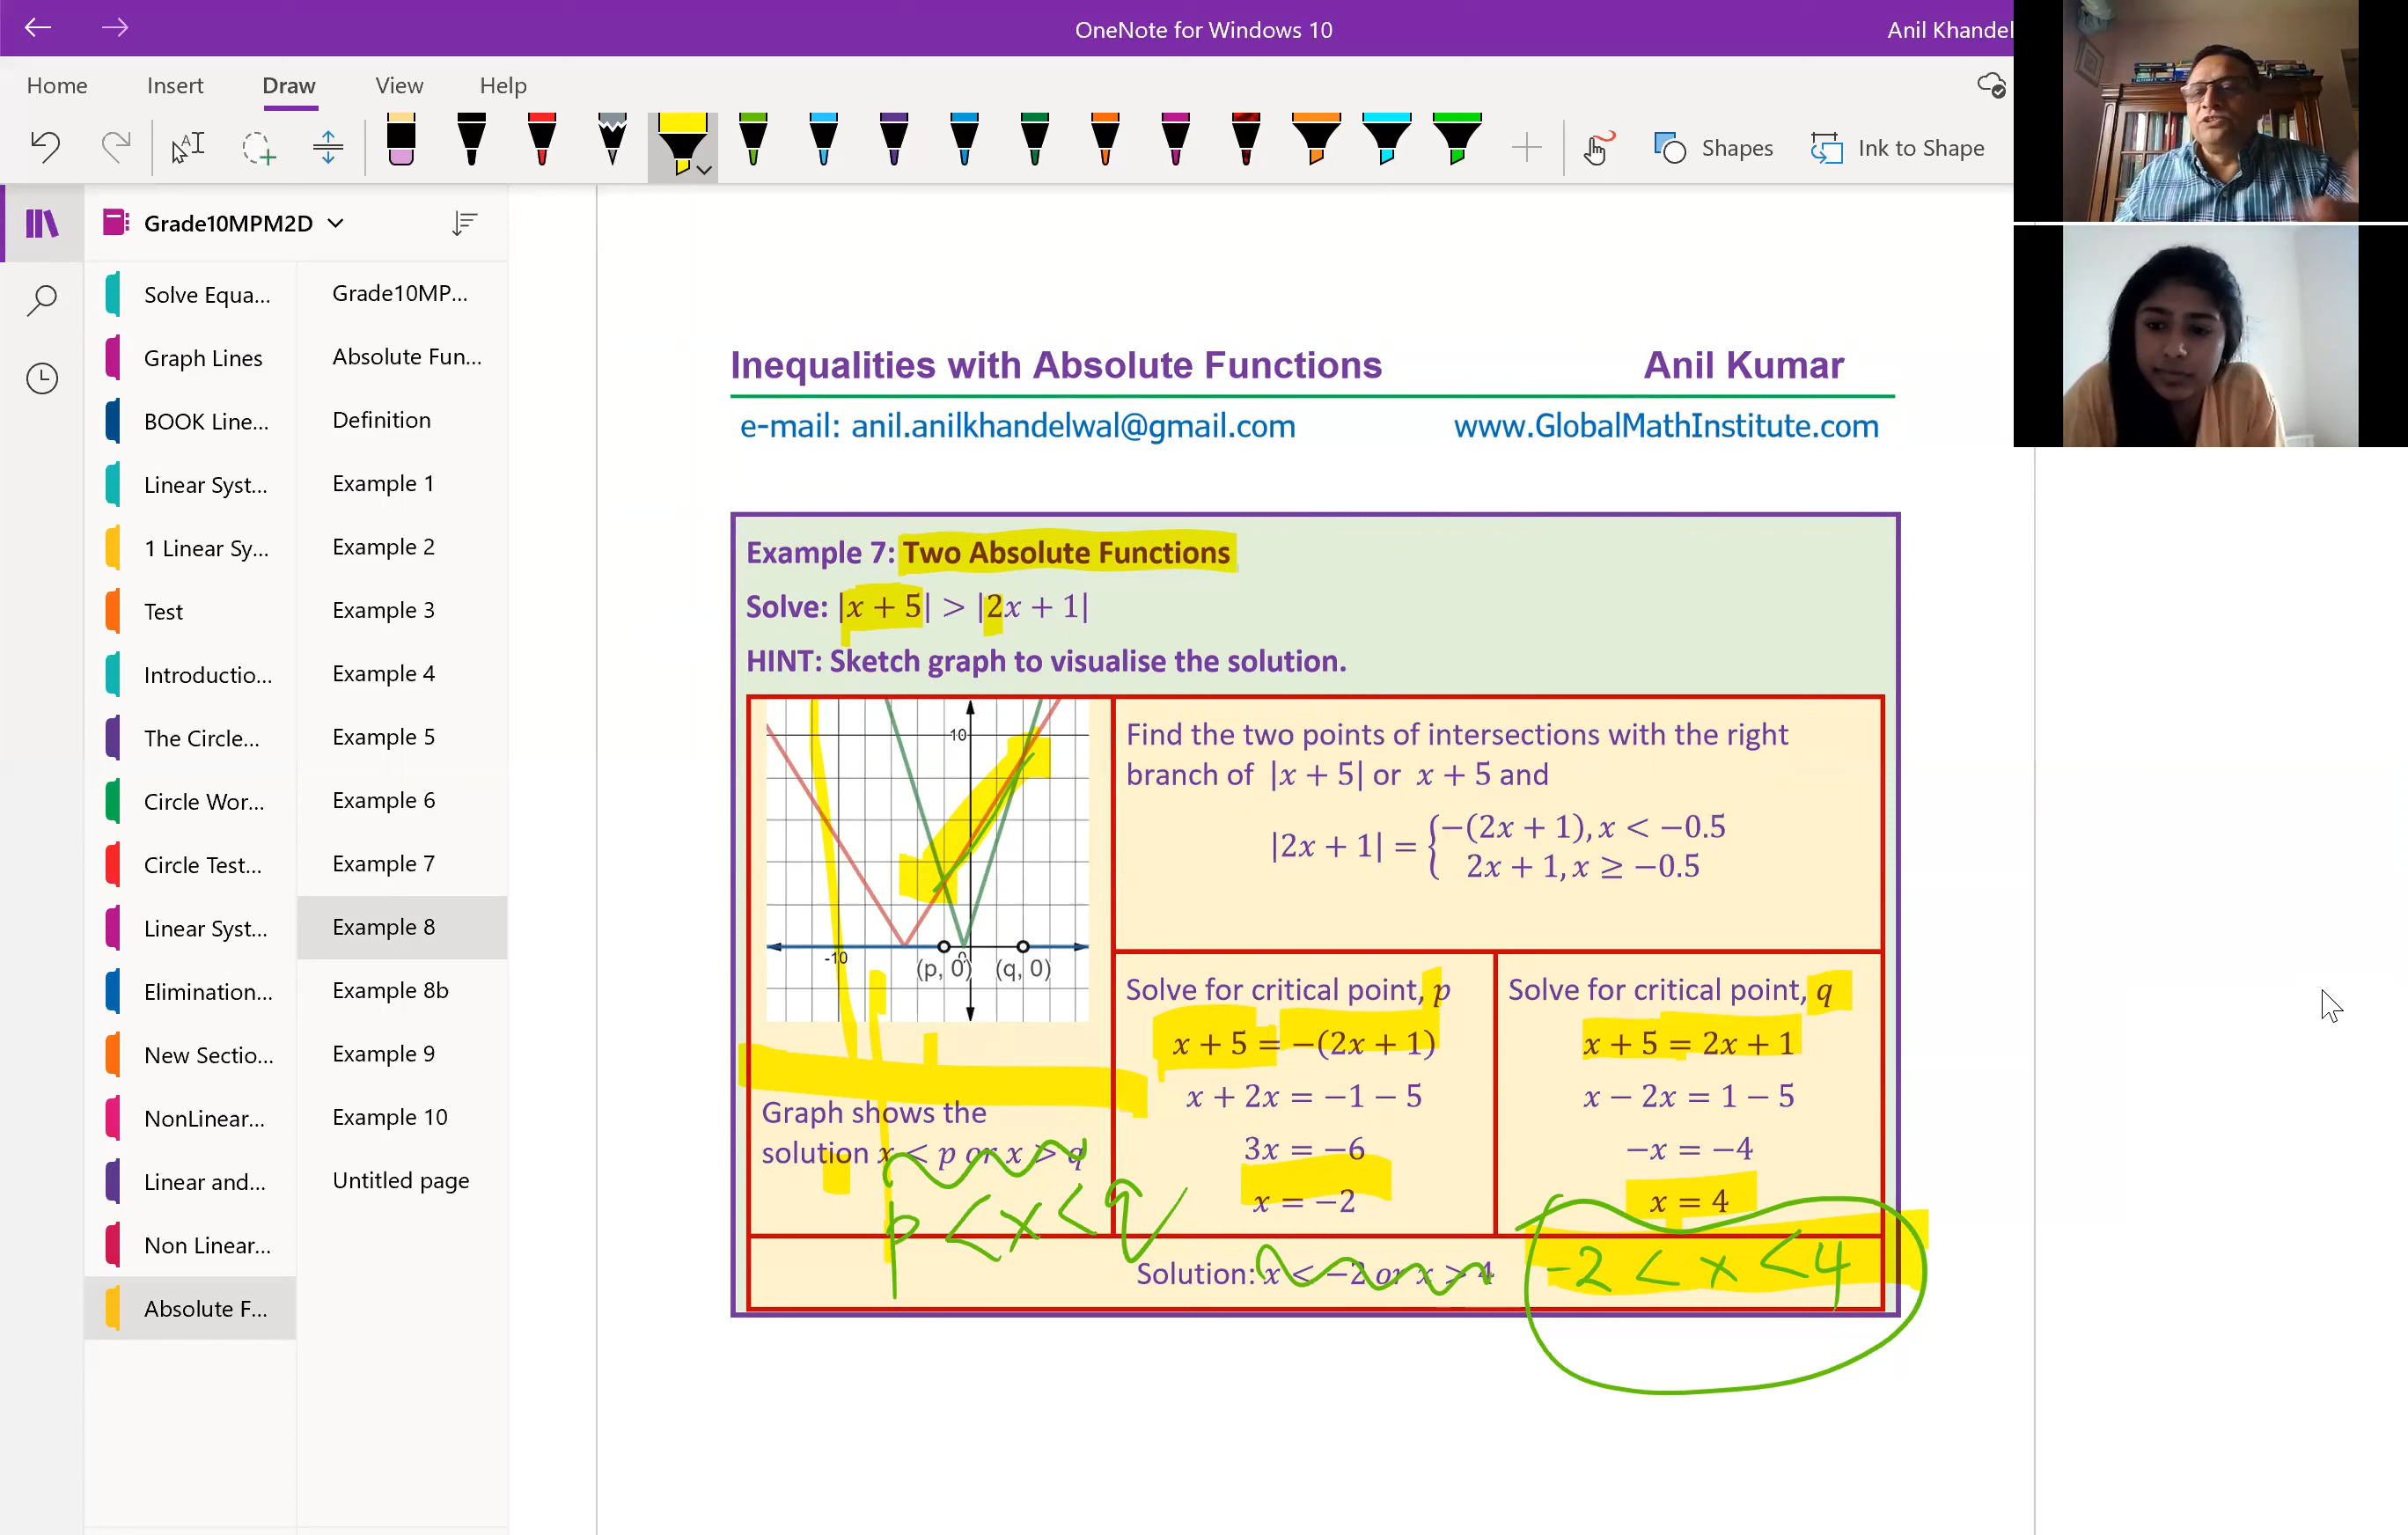 OneNote for Windows 10
Anil Khandel
Home Insert Draw View Help
Shapes Ink to Shape
Grade10MPM2D
Solve Equa...
Graph Lines
BOOK Line...
Linear Syst...
1 Linear Sy...
Test
Introductio...
The Circle...
Circle Wor...
Circle Test...
Linear Syst...
Elimination...
New Sectio...
NonLinear...
Linear and...
Non Linear...
Absolute F...
Grade10MP...
Absolute Fun...
Definition
Example 1
Example 2
Example 3
Example 4
Example 5
Example 6
Example 7
Example 8
Example 8b
Example 9
Example 10
Untitled page
Inequalities with Absolute Functions Anil Kumar
e-mail: anil.anilkhandelwal@gmail.com www.GlobalMathInstitute.com
Example 7: Two Absolute Functions
Solve: |x + 5| > |2x + 1|
HINT: Sketch graph to visualise the solution.
10
-10 0
(p, 0) (q, 0)
Graph shows the
solution x < p or x > q
p < x < q
Find the two points of intersections with the right
branch of |x + 5| or x + 5 and
|2x + 1| = { −(2x + 1), x < −0.5
2x + 1, x ≥ −0.5
Solve for critical point, p
x + 5 = −(2x + 1)
x + 2x = −1 − 5
3x = −6
x = −2
Solve for critical point, q
x + 5 = 2x + 1
x − 2x = 1 − 5
−x = −4
x = 4
Solution: x < −2 or x > 4 -2 < x < 4